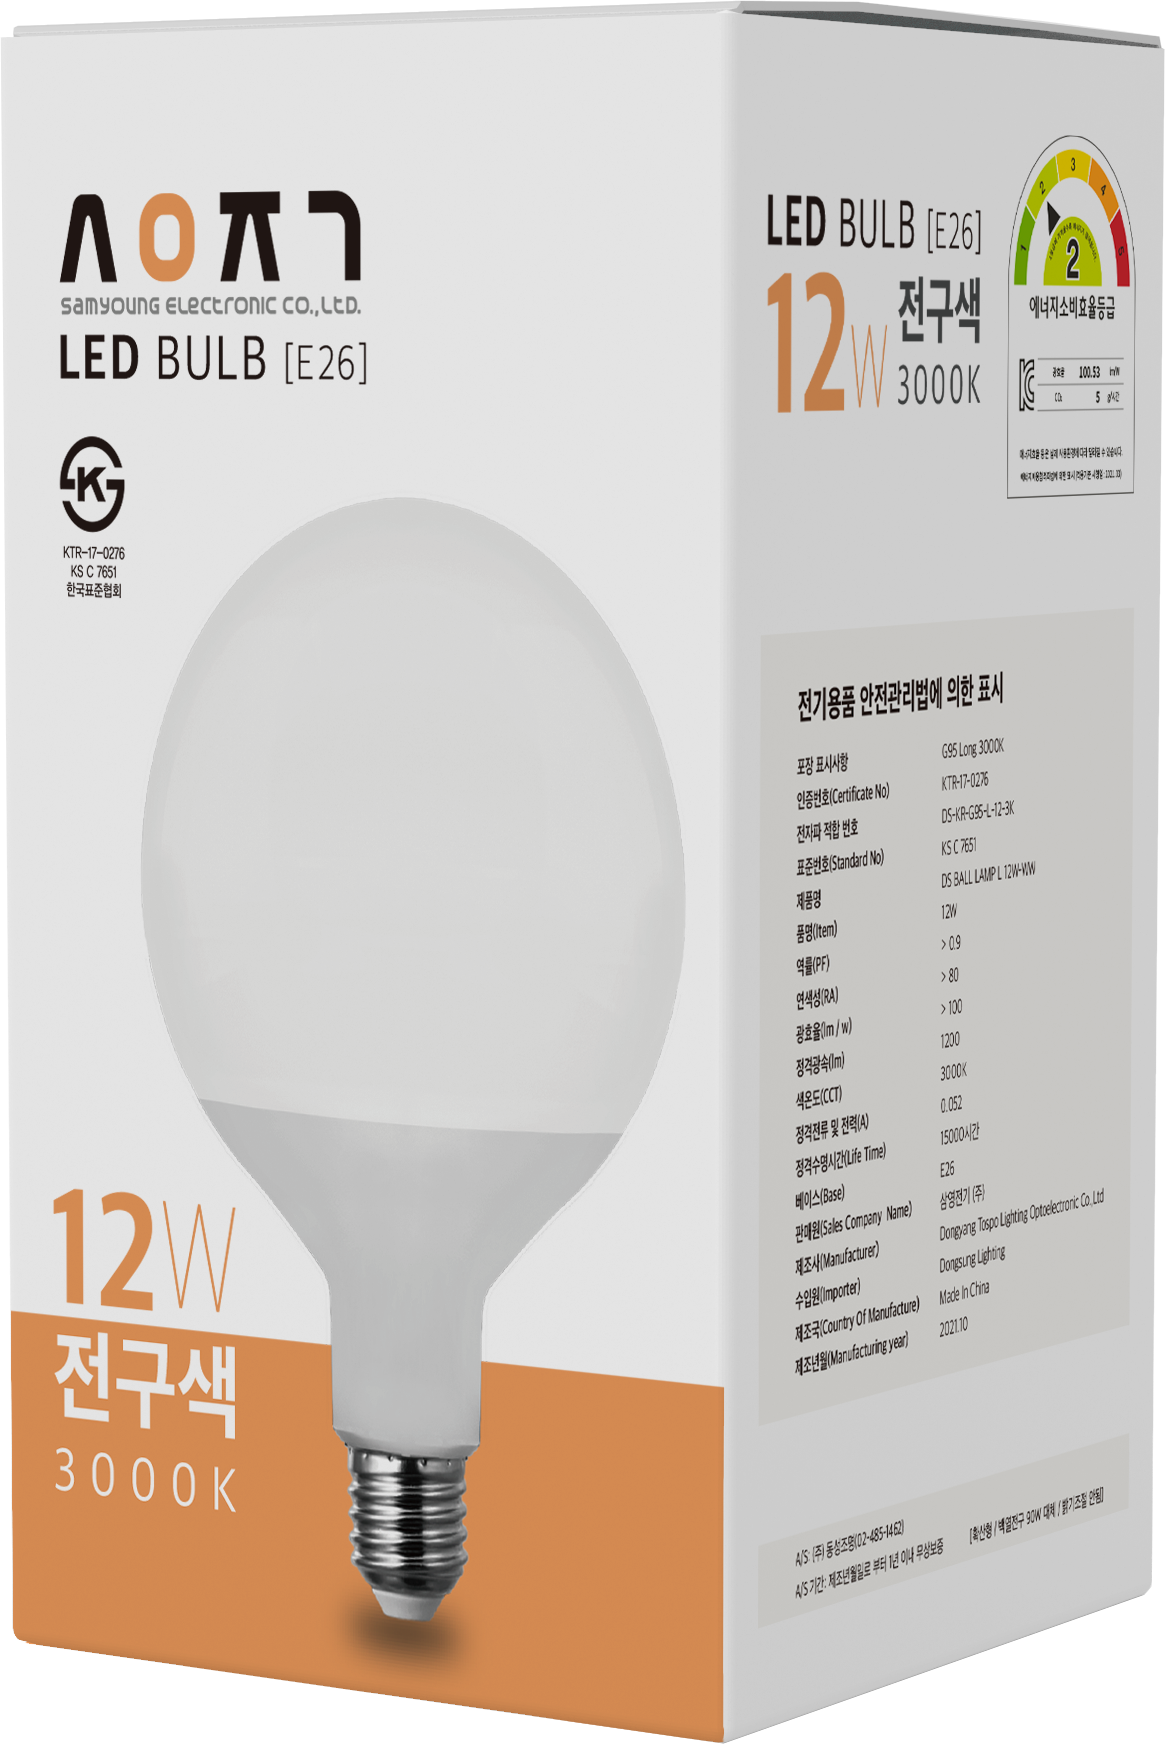 ㅅㅇㅈㄱ
SAMYOUNG ELECTRONIC CO.,LTD.
LED BULB [E26]
KTR-17-0276
KS C 7651
한국표준협회
12W
전구색
3000K
LED BULB [E26]
12W 전구색
3000K
1 2 3 4 5
2
에너지소비효율등급
광효율 100.53 lm/W
CO₂ 5 g/시간
전기용품 안전관리법에 의한 표시
포장 표시사항 G95 Long 3000K
인증번호(Certificate No) KTR-17-0276
전자파 적합 번호 DS-KR-G95-L-12-3K
표준번호(Standard No) KS C 7651
제품명 DS BALL LAMP L 12W-WW
품명(Item) 12W
역률(PF) > 0.9
연색성(RA) > 80
광효율(lm / w) > 100
정격광속(lm) 1200
색온도(CCT) 3000K
정격전류 및 전력(A) 0.052
정격수명시간(Life Time) 15000시간
베이스(Base) E26
판매원(Sales Company Name) 삼영전기 (주)
제조사(Manufacturer) Dongyang Tospo Lighting Optoelectronic Co.,Ltd
수입원(Importer) Dongsung Lighting
제조국(Country Of Manufacture) Made In China
제조년월(Manufacturing year) 2021.10
A/S: (주) 동성조명(02-485-1462)
A/S 기간: 제조년월일로 부터 1년 이내 무상보증 [확산형 / 백열전구 90W 대체 / 밝기조절 안됨]